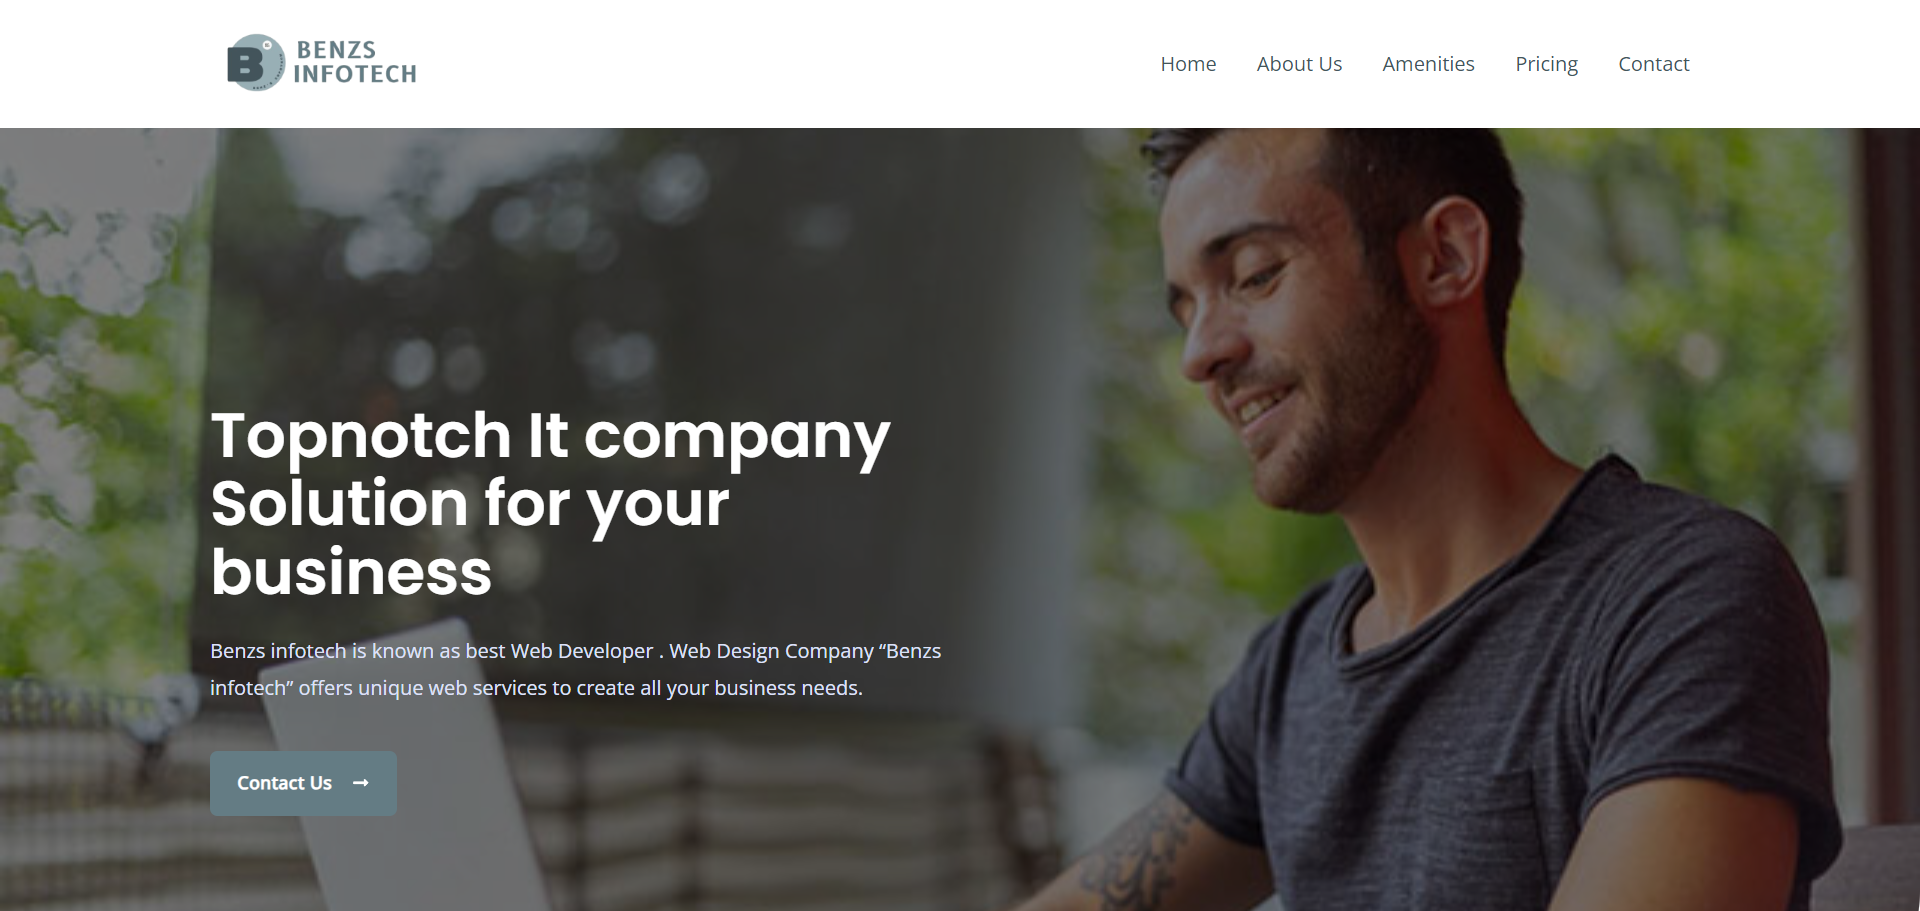 BENZS
INFOTECH
Home About Us Amenities Pricing Contact
Topnotch It company
Solution for your
business
Benzs infotech is known as best Web Developer . Web Design Company “Benzs
infotech” offers unique web services to create all your business needs.
Contact Us